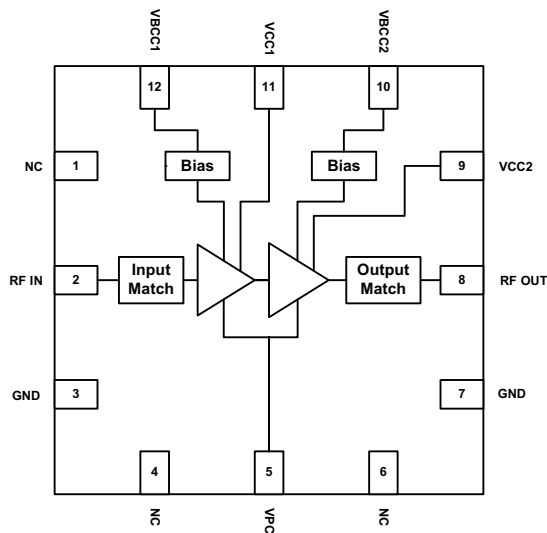 VBCC1
VCC1
VBCC2
12
11
10
NC
1
Bias
Bias
9
VCC2
RF IN
2
Input
Match
Output
Match
8
RF OUT
GND
3
7
GND
4
5
6
NC
VPC
NC